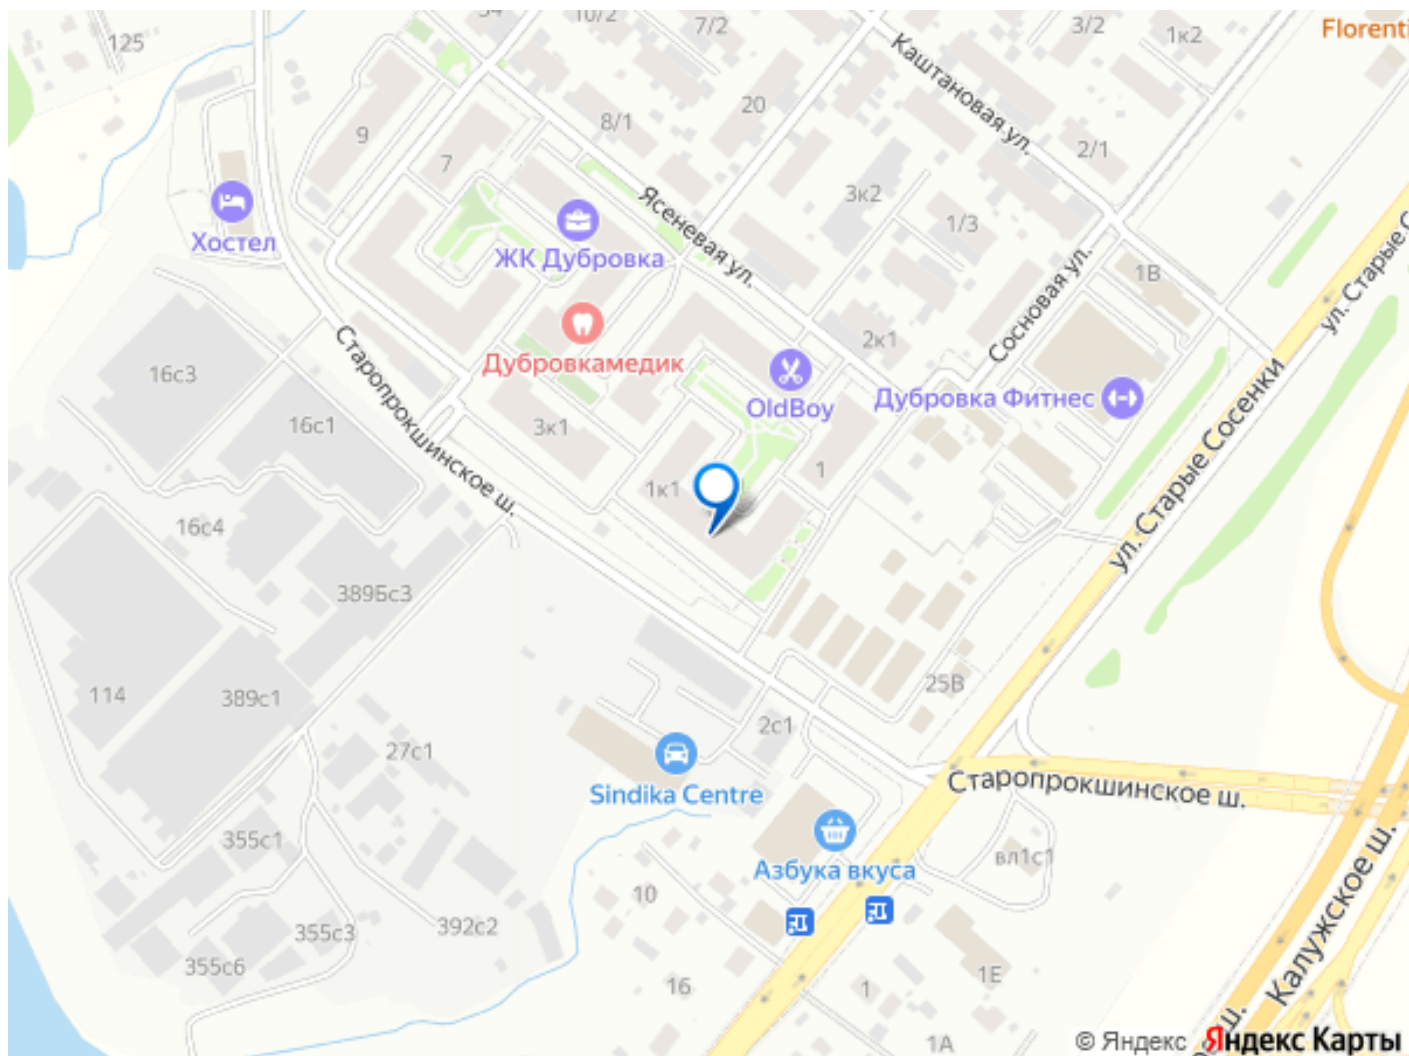 34
10/2
7/2
3/2
1к2
Florenti
125
Каштановая ул.
9
7
8/1
20
2/1
3к2
1/3
Ясеневая ул.
Хостел
ЖК Дубровка
1В
Сосновая ул.
ул. Старые С
Старопрокшинское ш.
16с3
Дубровкамедик
2к1
16с1
OldBoy
Дубровка Фитнес
3к1
1к1
1
ул. Старые Сосенки
16с4
389Бс3
114
389с1
25В
27с1
2с1
Sindika Centre
Старопрокшинское ш.
355с1
Азбука вкуса
вл1с1
10
392с2
355с3
355с6
Калужское ш.
16
1
1Е
1А
ш.
© Яндекс Яндекс Карты